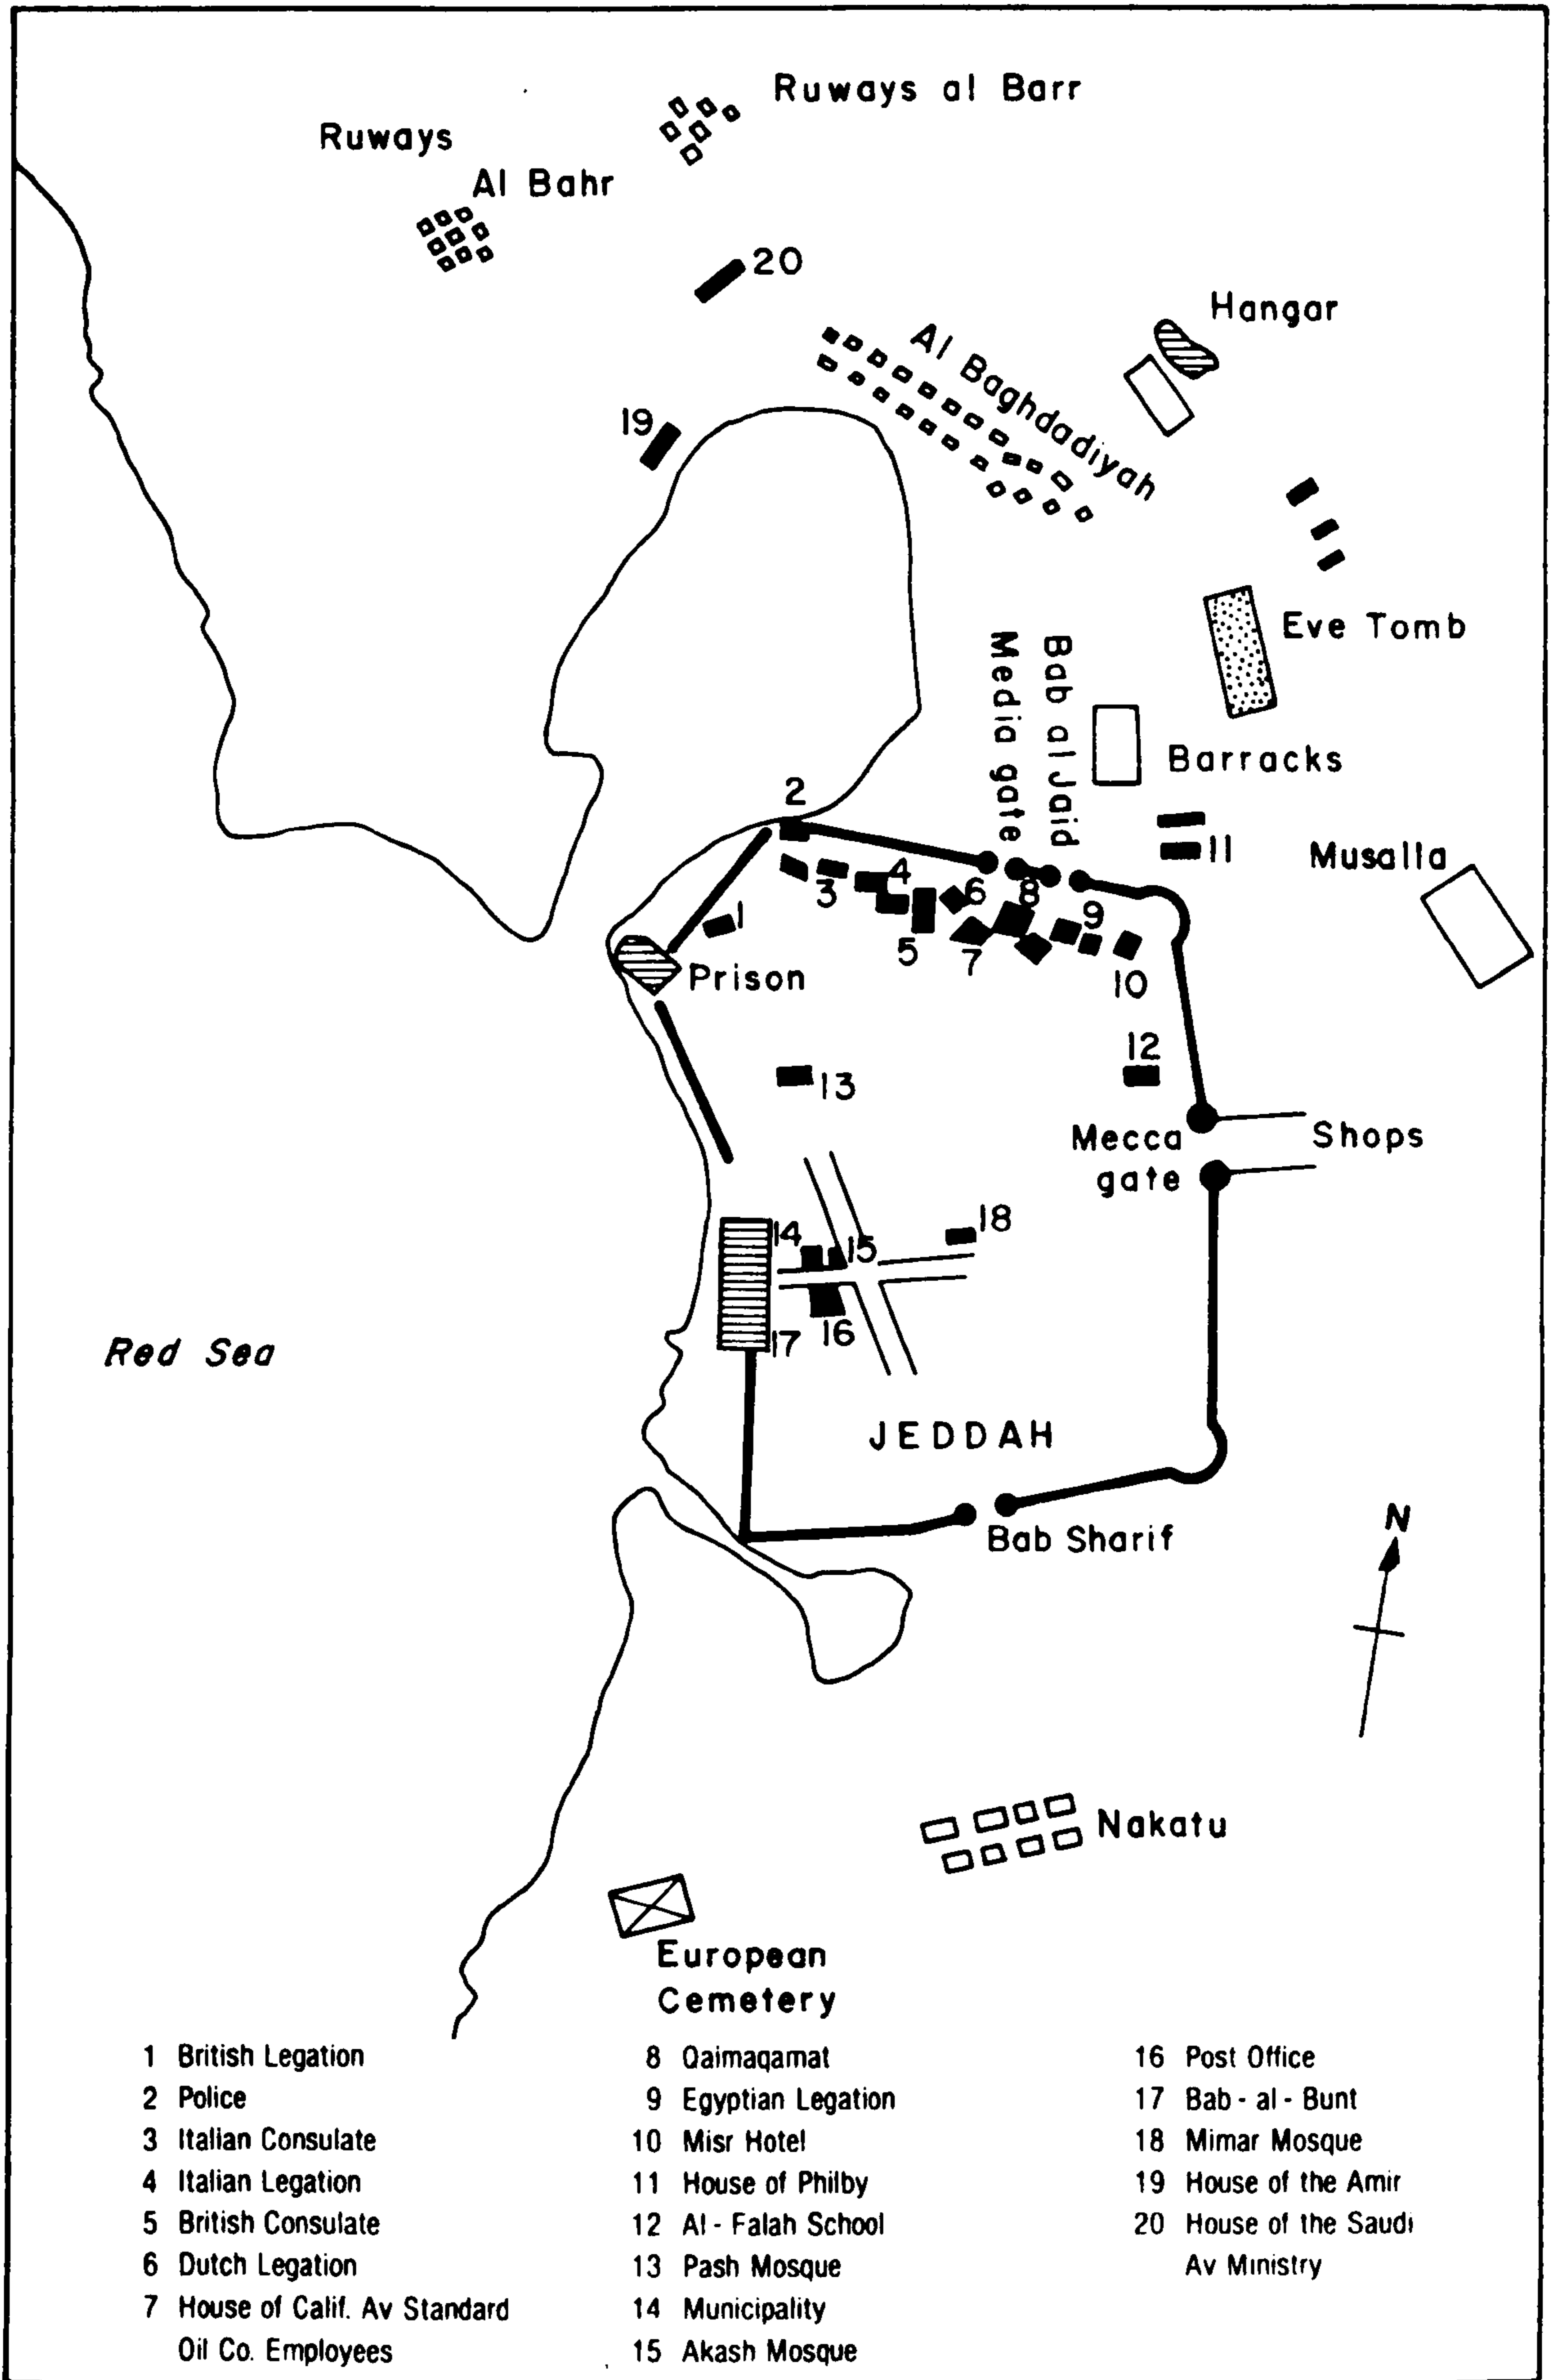 Ruways al Barr
Ruways
Al Bahr
20
Hangar
Al Baghdadiyah
19
Eve Tomb
Media gate
Bab al Jaid
Barracks
2
11
Musalla
3
4
6
8
9
1
5
7
10
Prison
12
13
Mecca
gate
Shops
14
15
18
16
17
Red Sea
JEDDAH
Bab Sharif
N
Nakatu
European
Cemetery
1 British Legation
2 Police
3 Italian Consulate
4 Italian Legation
5 British Consulate
6 Dutch Legation
7 House of Calif. Av Standard
Oil Co. Employees
8 Qaimaqamat
9 Egyptian Legation
10 Misr Hotel
11 House of Philby
12 Al - Falah School
13 Pash Mosque
14 Municipality
15 Akash Mosque
16 Post Office
17 Bab - al - Bunt
18 Mimar Mosque
19 House of the Amir
20 House of the Saudi
Av Ministry